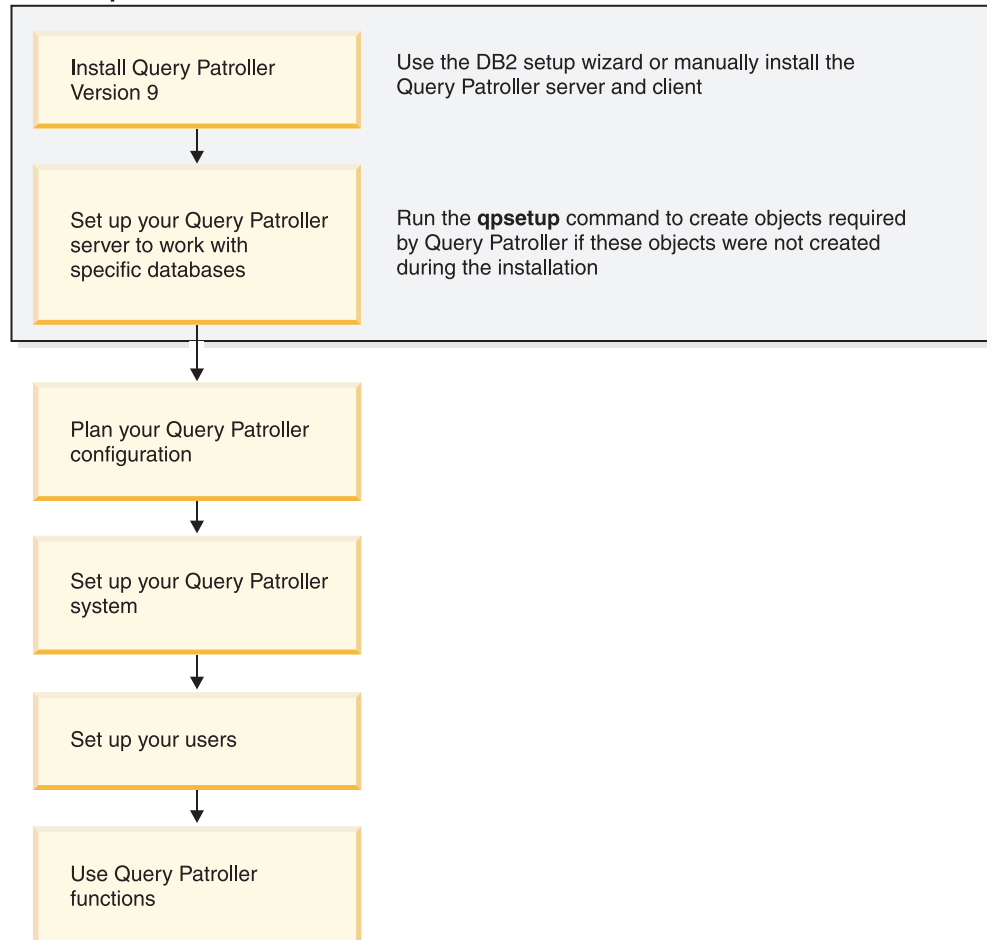 Install Query Patroller
Version 9
Use the DB2 setup wizard or manually install the
Query Patroller server and client
Set up your Query Patroller
server to work with
specific databases
Run the qpsetup command to create objects required
by Query Patroller if these objects were not created
during the installation
Plan your Query Patroller
configuration
Set up your Query Patroller
system
Set up your users
Use Query Patroller
functions